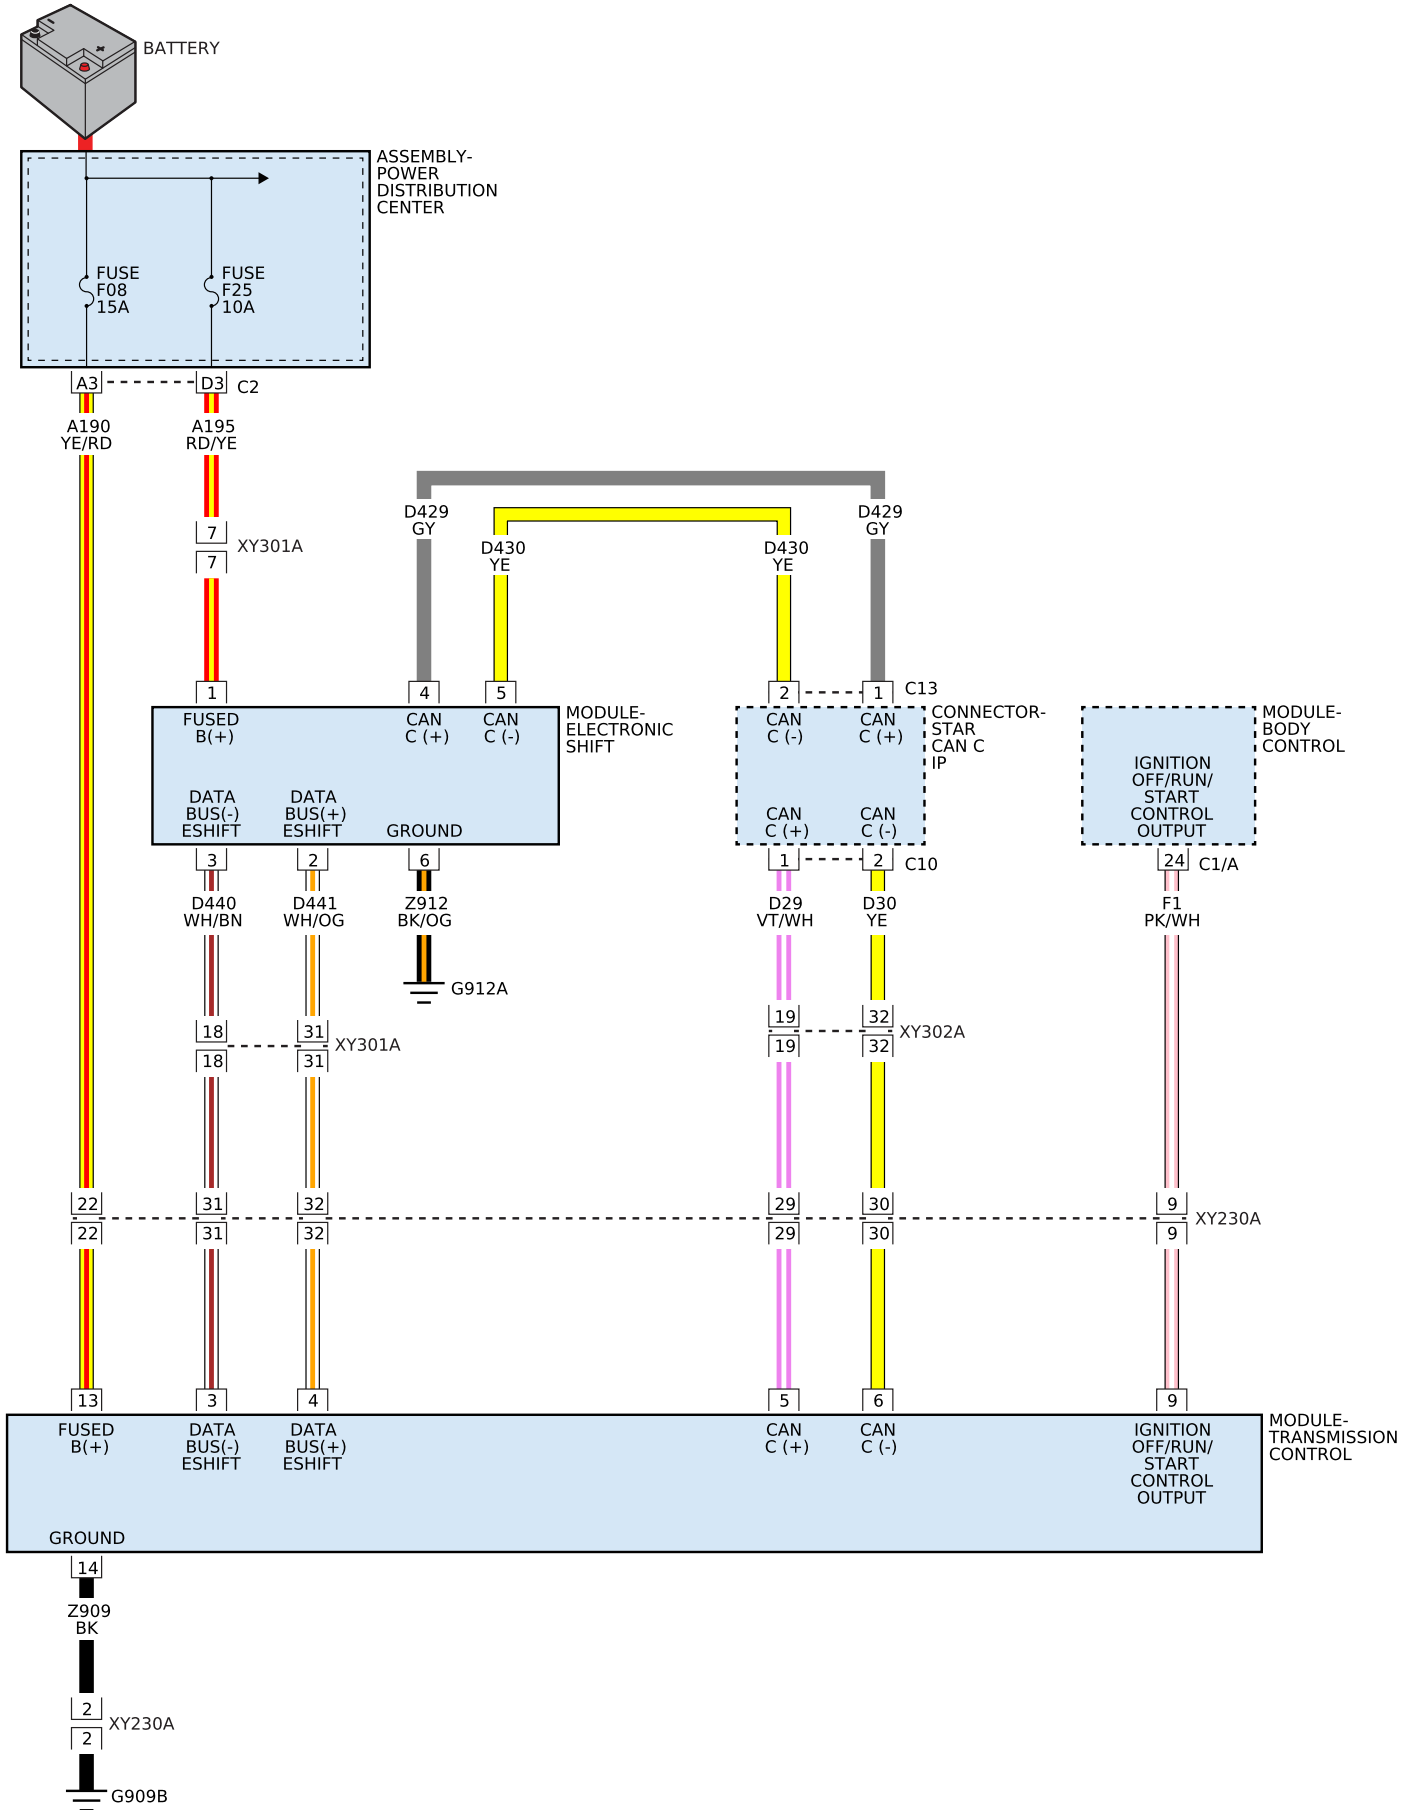 BATTERY
ASSEMBLY-
POWER
DISTRIBUTION
CENTER
FUSE
F08
15A
FUSE
F25
10A
A3
D3
C2
A190
YE/RD
A195
RD/YE
7
7
XY301A
D429
GY
D429
GY
D430
YE
D430
YE
1
4
5
2
1
C13
FUSED
B(+)
CAN
C (+)
CAN
C (-)
MODULE-
ELECTRONIC
SHIFT
DATA
BUS(-)
ESHIFT
DATA
BUS(+)
ESHIFT
GROUND
CAN
C (-)
CAN
C (+)
CONNECTOR-
STAR
CAN C
IP
CAN
C (+)
CAN
C (-)
MODULE-
BODY
CONTROL
IGNITION
OFF/RUN/
START
CONTROL
OUTPUT
3
2
6
1
2
C10
24
C1/A
D440
WH/BN
D441
WH/OG
Z912
BK/OG
D29
VT/WH
D30
YE
F1
PK/WH
G912A
18
31
18
31
XY301A
19
32
19
32
XY302A
22
31
32
29
30
9
22
31
32
29
30
9
XY230A
13
3
4
5
6
9
FUSED
B(+)
DATA
BUS(-)
ESHIFT
DATA
BUS(+)
ESHIFT
CAN
C (+)
CAN
C (-)
IGNITION
OFF/RUN/
START
CONTROL
OUTPUT
MODULE-
TRANSMISSION
CONTROL
GROUND
14
Z909
BK
2
2
XY230A
G909B